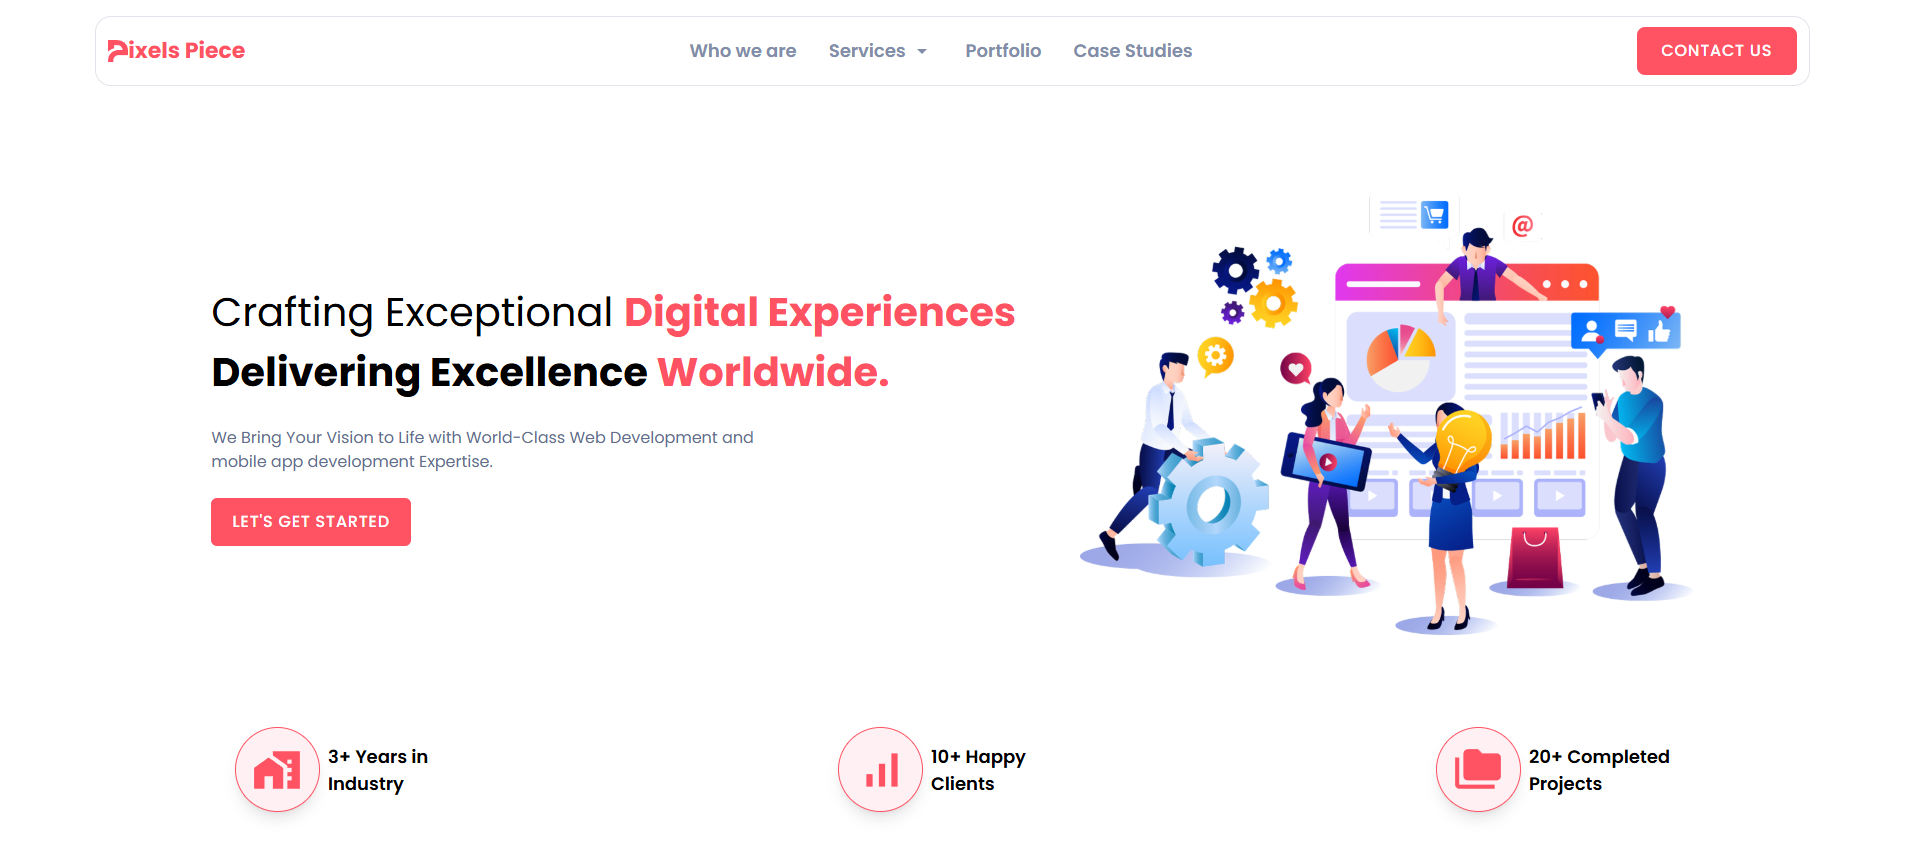 Pixels Piece
Who we are
Services
Portfolio
Case Studies
CONTACT US
@
Crafting Exceptional Digital Experiences
Delivering Excellence Worldwide.
We Bring Your Vision to Life with World-Class Web Development and
mobile app development Expertise.
LET'S GET STARTED
3+ Years in
Industry
10+ Happy
Clients
20+ Completed
Projects